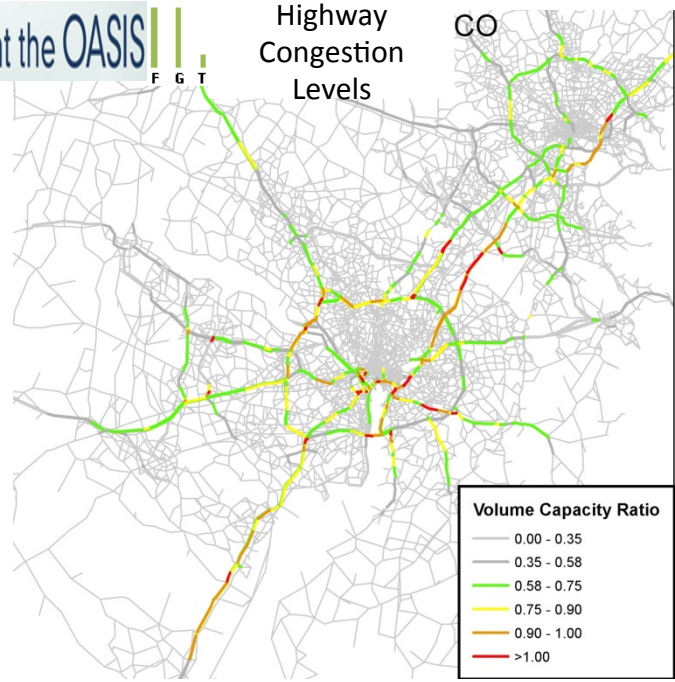 at the OASIS
F G T
Highway
Congestion
Levels
CO
Volume Capacity Ratio
0.00 - 0.35
0.35 - 0.58
0.58 - 0.75
0.75 - 0.90
0.90 - 1.00
>1.00